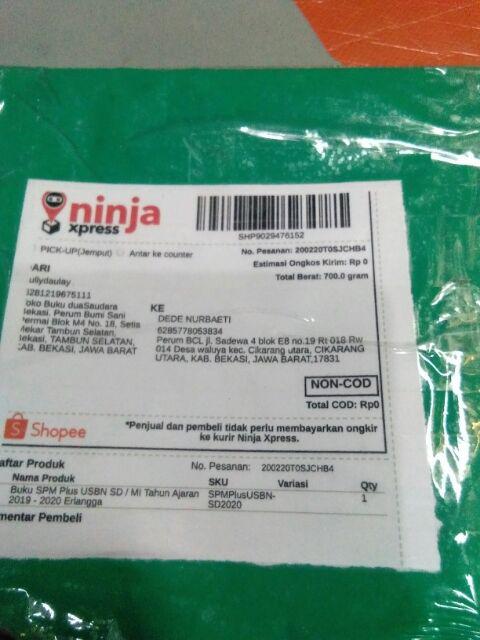 ninja
xpress
SHP9029476152
PICK-UP(Jemput) Antar ke counter
No. Pesanan: 200220T0SJCHB4
Estimasi Ongkos Kirim: Rp 0
Total Berat: 700.0 gram
ARI
ullydaulay
281219675111
oko Buku duaSaudara
ekasi. Perum Bumi Sani
ermai Blok M4 No. 18, Setia
ekar Tambun Selatan,
ekasi, TAMBUN SELATAN,
AB. BEKASI, JAWA BARAT
KE
DEDE NURBAETI
6285778053834
Perum BCL jl. Sadewa 4 blok E8 no.19 Rt 018 Rw
014 Desa waluya kec. Cikarang utara, CIKARANG
UTARA, KAB. BEKASI, JAWA BARAT,17831
NON-COD
Total COD: Rp0
Shopee
*Penjual dan pembeli tidak perlu membayarkan ongkir
ke kurir Ninja Xpress.
aftar Produk No. Pesanan: 200220T0SJCHB4
Nama Produk SKU Variasi Qty
Buku SPM Plus USBN SD / MI Tahun Ajaran SPMPlusUSBN- 1
2019 - 2020 Erlangga SD2020
mentar Pembeli